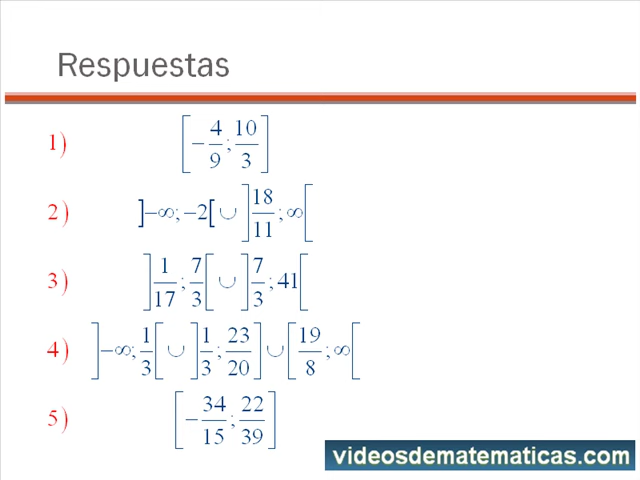 Respuestas
1) [-4/9 ; 10/3]
2) ]-∞; -2[ ∪ ]18/11 ; ∞[
3) ]1/17 ; 7/3[ ∪ ]7/3 ; 41[
4) ]-∞; 1/3[ ∪ ]1/3 ; 23/20] ∪ [19/8 ; ∞[
5) [-34/15 ; 22/39]
videosdematematicas.com